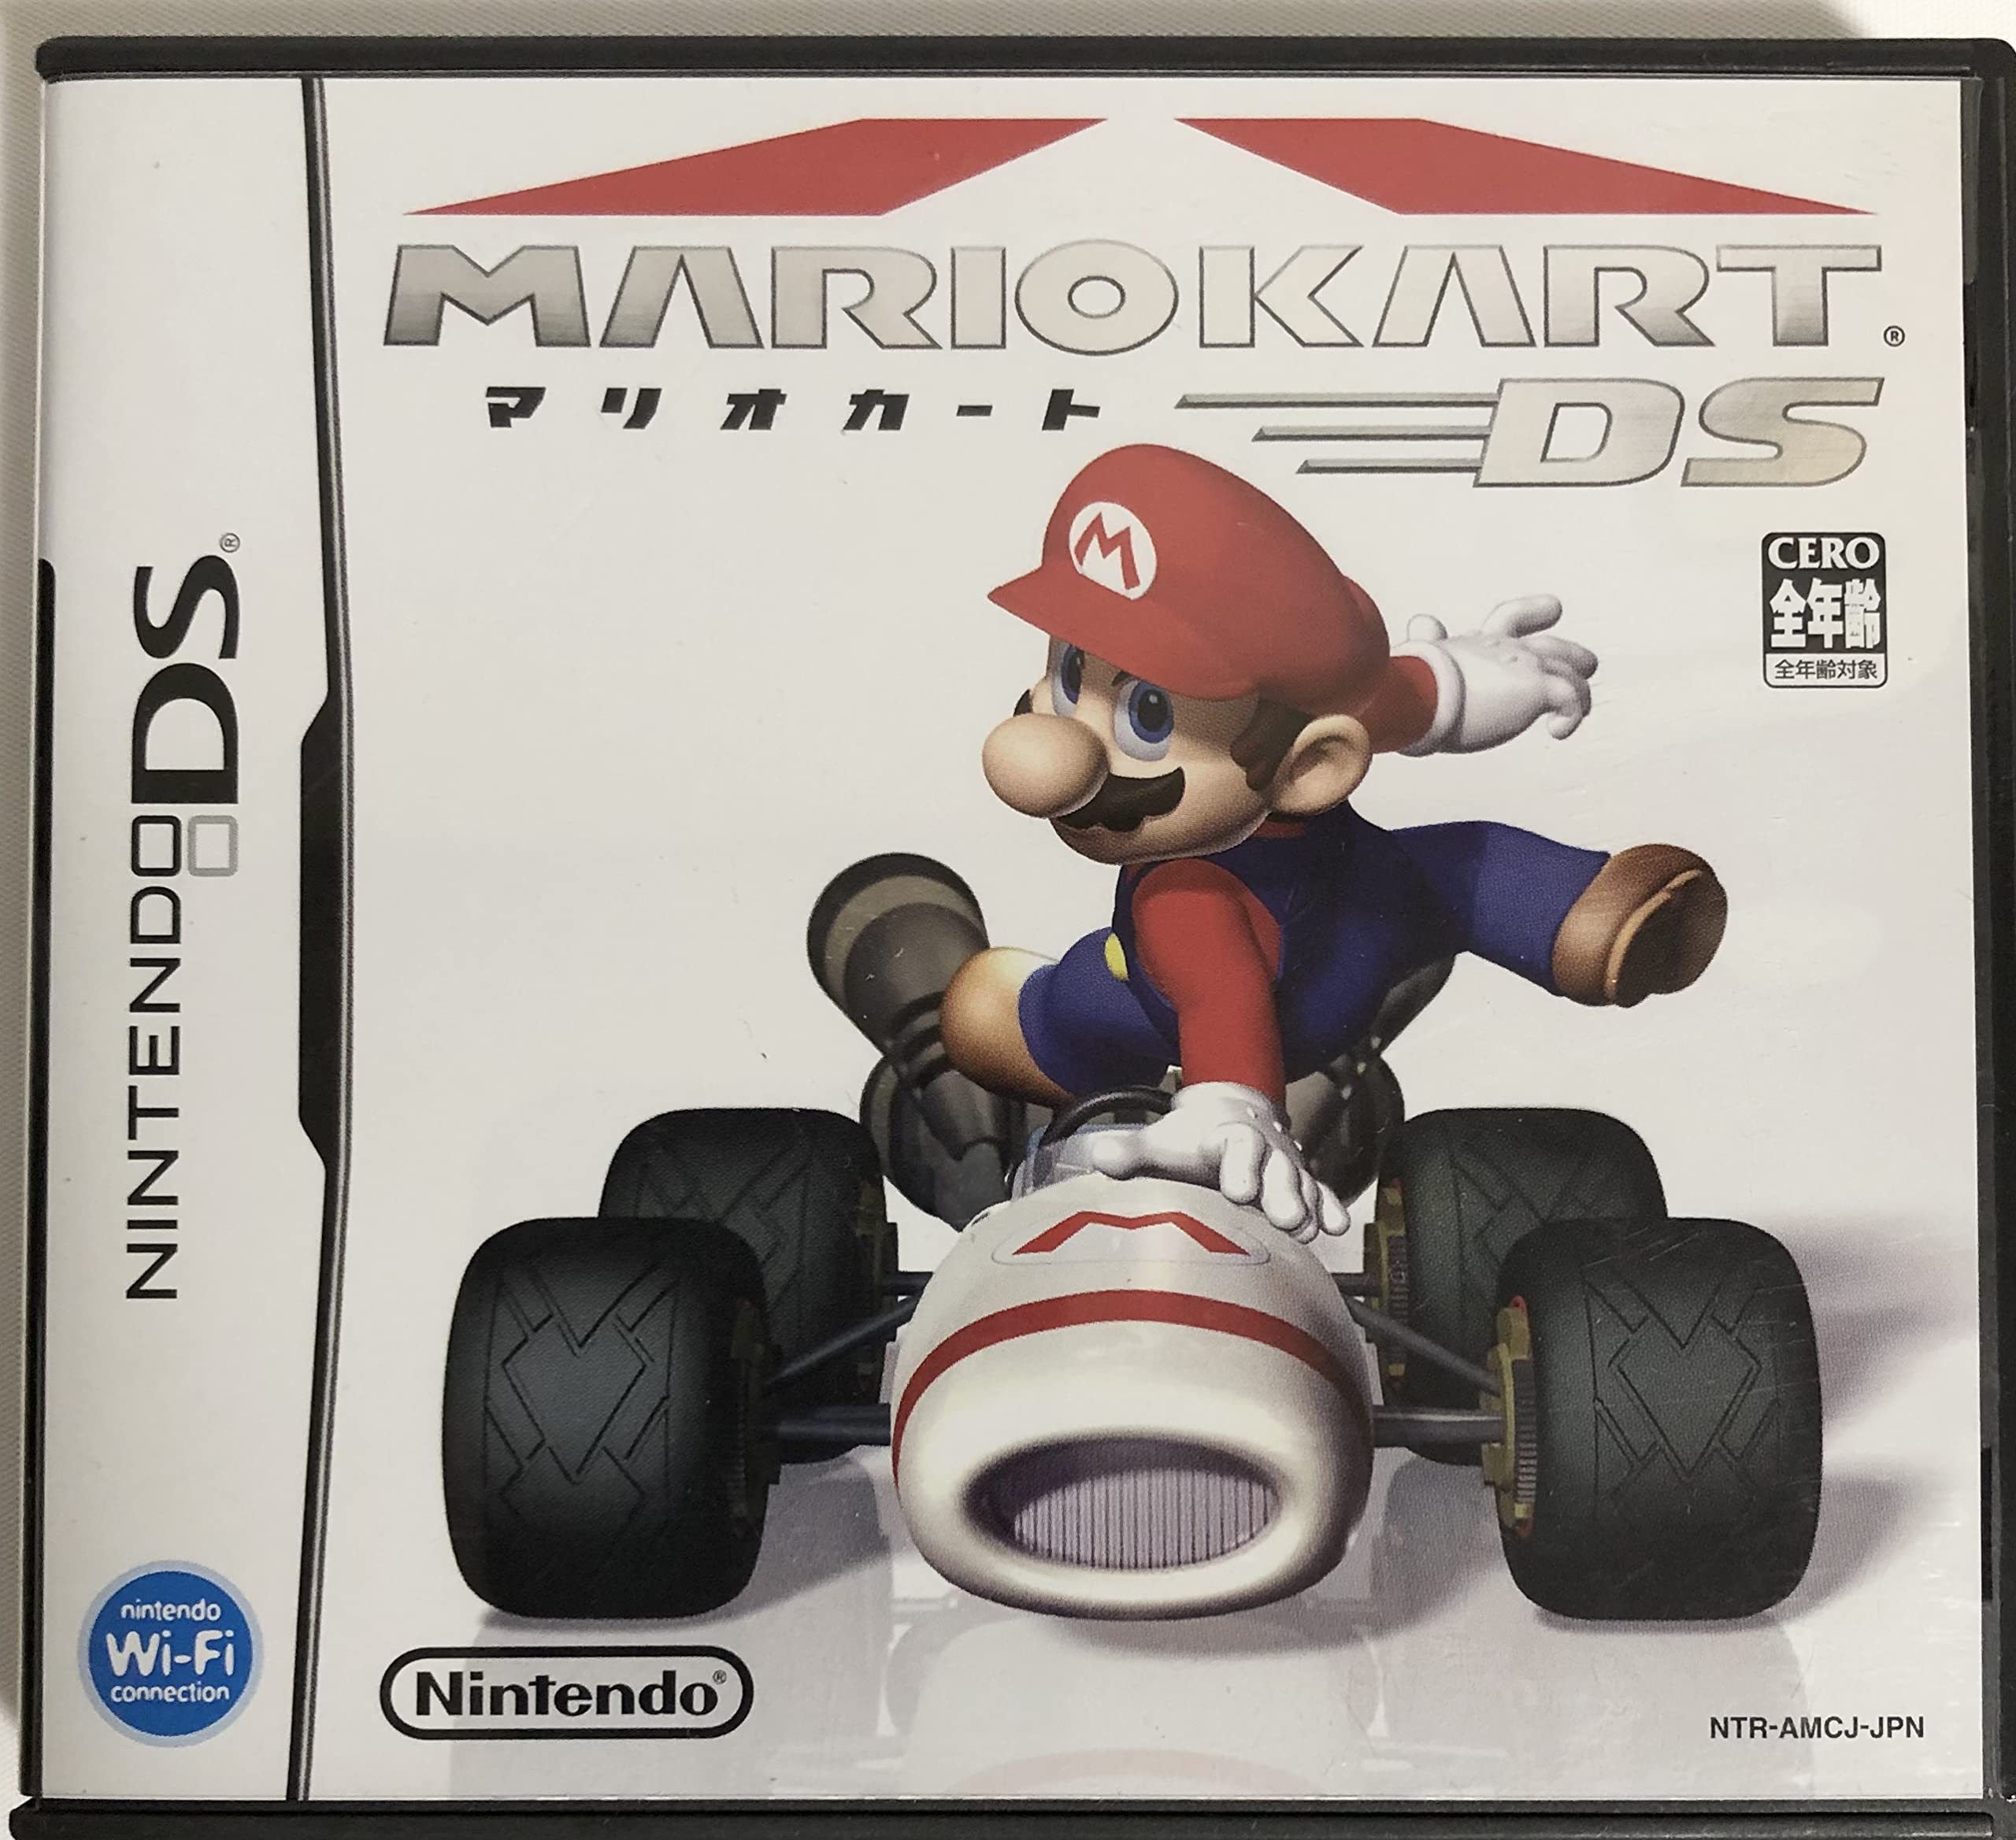 MARIOKART®
マリオカート DS
M
CERO
全年齢
全年齢対象
NINTENDO DS®
nintendo
Wi-Fi
connection
Nintendo®
NTR-AMCJ-JPN